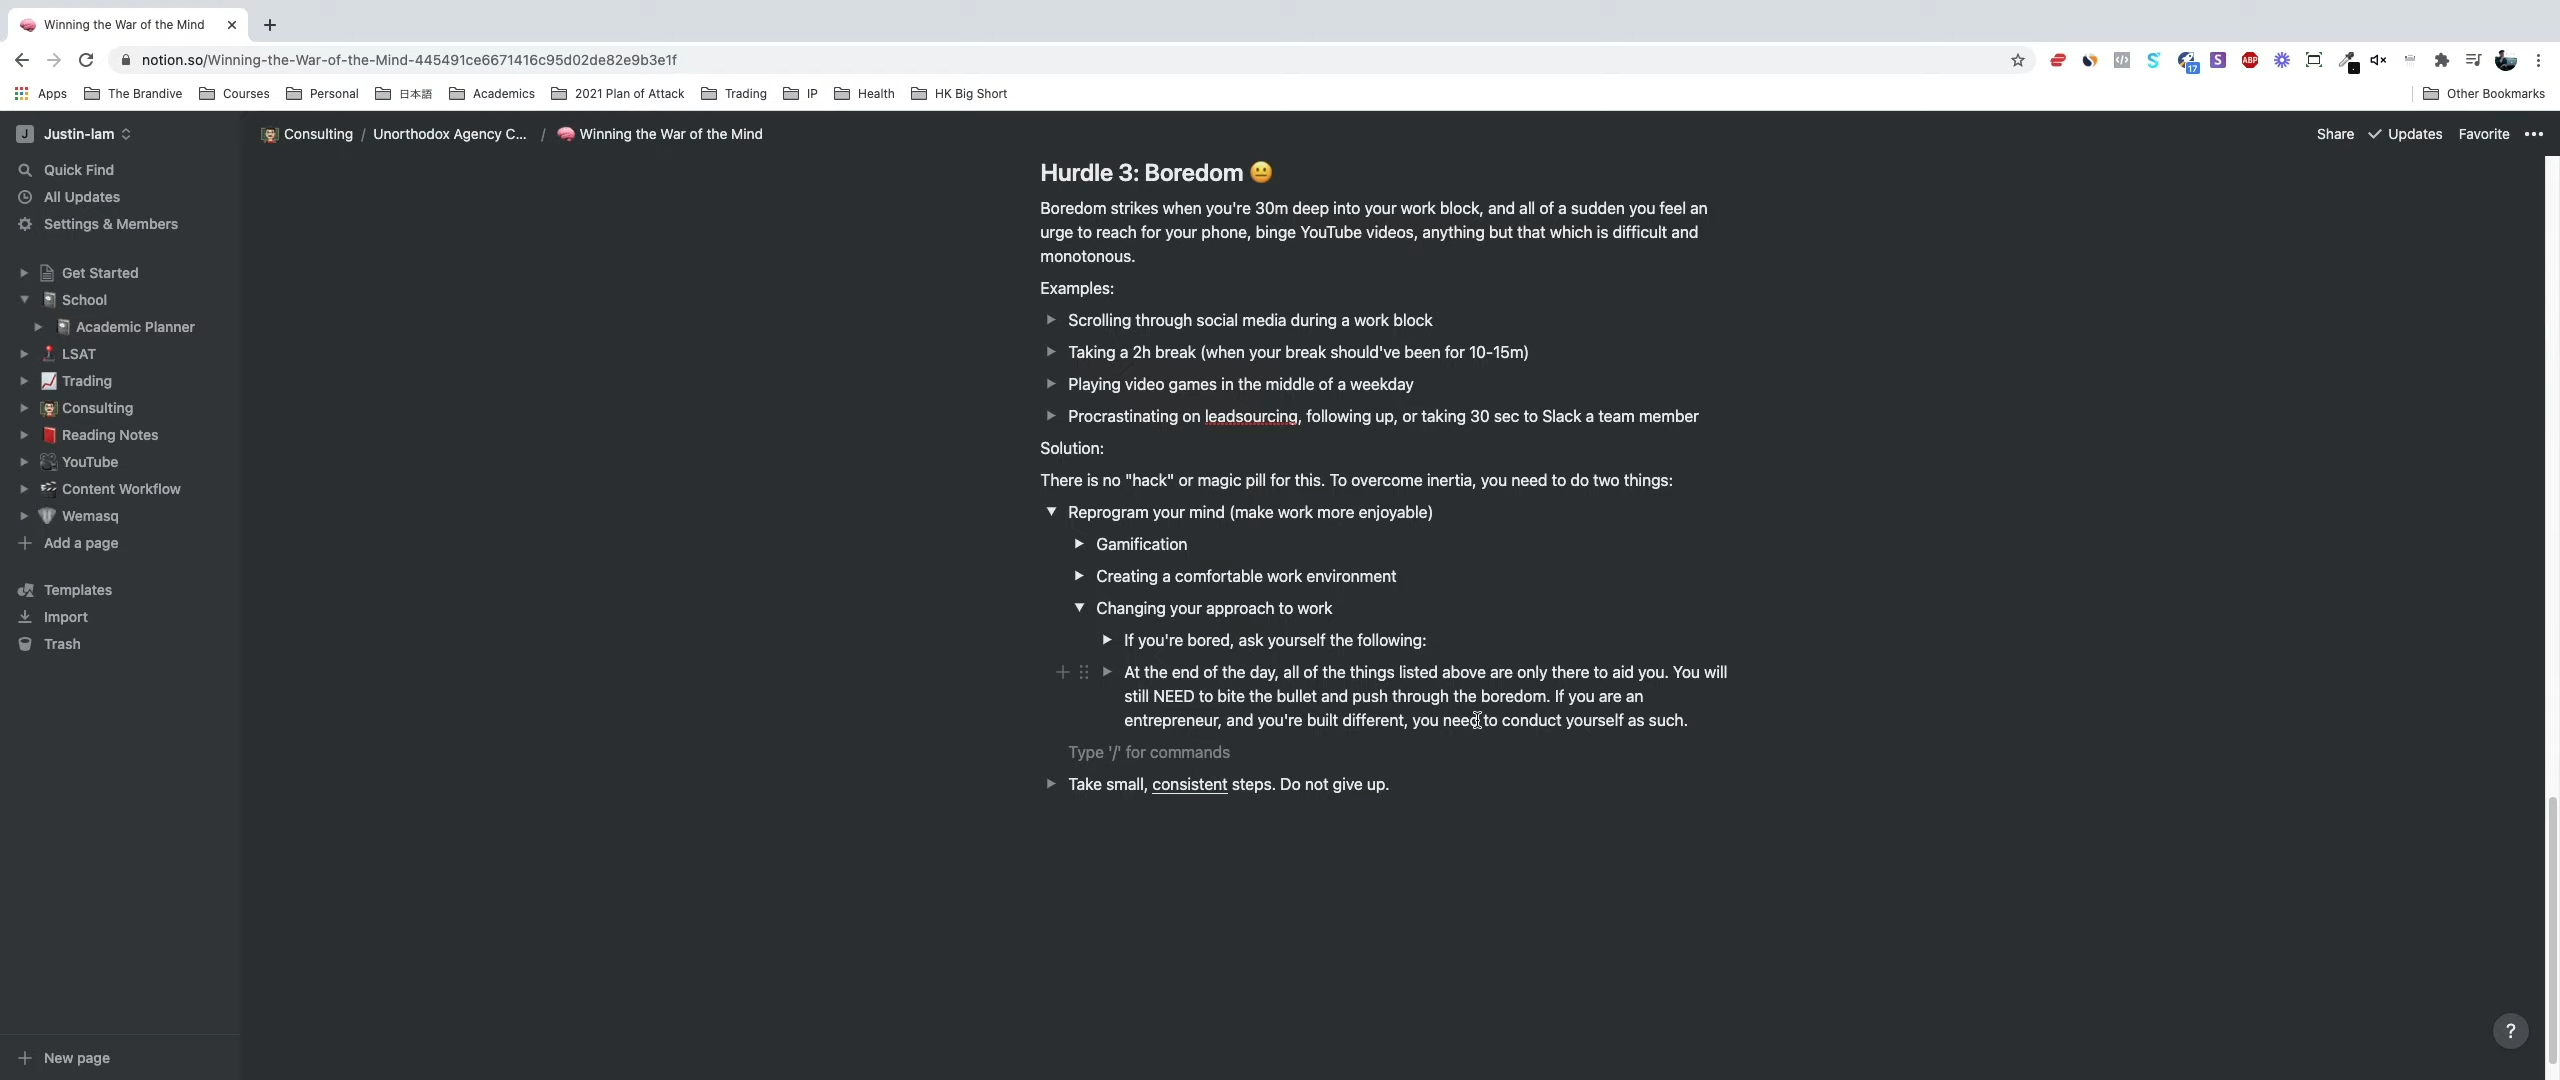 Winning the War of the Mind
notion.so/Winning-the-War-of-the-Mind-445491ce6671416c95d02de82e9b3e1f
17
S
ABP
Apps
The Brandive
Courses
Personal
日本語
Academics
2021 Plan of Attack
Trading
IP
Health
HK Big Short
Other Bookmarks
J Justin-lam
Consulting / Unorthodox Agency C... / Winning the War of the Mind
Share
Updates
Favorite
Quick Find
All Updates
Settings & Members
Get Started
School
Academic Planner
LSAT
Trading
Consulting
Reading Notes
YouTube
Content Workflow
Wemasq
Add a page
Templates
Import
Trash
New page
Hurdle 3: Boredom 😐
Boredom strikes when you're 30m deep into your work block, and all of a sudden you feel an
urge to reach for your phone, binge YouTube videos, anything but that which is difficult and
monotonous.
Examples:
Scrolling through social media during a work block
Taking a 2h break (when your break should've been for 10-15m)
Playing video games in the middle of a weekday
Procrastinating on leadsourcing, following up, or taking 30 sec to Slack a team member
Solution:
There is no "hack" or magic pill for this. To overcome inertia, you need to do two things:
Reprogram your mind (make work more enjoyable)
Gamification
Creating a comfortable work environment
Changing your approach to work
If you're bored, ask yourself the following:
At the end of the day, all of the things listed above are only there to aid you. You will
still NEED to bite the bullet and push through the boredom. If you are an
entrepreneur, and you're built different, you need to conduct yourself as such.
Type '/' for commands
Take small, consistent steps. Do not give up.
?